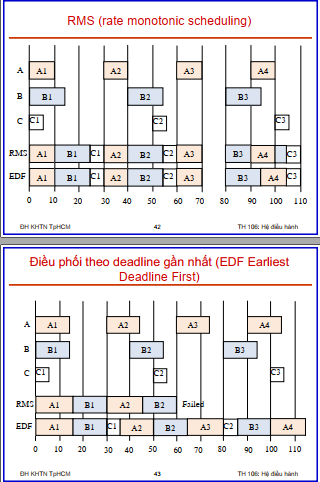 RMS (rate monotonic scheduling)
A A1 A2 A3 A4
B B1 B2 B3
C C1 C2 C3
RMS A1 B1 C1 A2 B2 C2 A3 B3 A4 C3
EDF A1 B1 C1 A2 B2 C2 A3 B3 A4 C3
0 10 20 30 40 50 60 70 80 90 100 110
ĐH KHTN TpHCM 42 TH 106: Hệ điều hành
Điều phối theo deadline gần nhất (EDF Earliest
Deadline First)
A A1 A2 A3 A4
B B1 B2 B3
C C1 C2 C3
RMS A1 B1 A2 B2 Failed
EDF A1 B1 C1 A2 B2 A3 C2 B3 A4
0 10 20 30 40 50 60 70 80 90 100 110
ĐH KHTN TpHCM 43 TH 106: Hệ điều hành